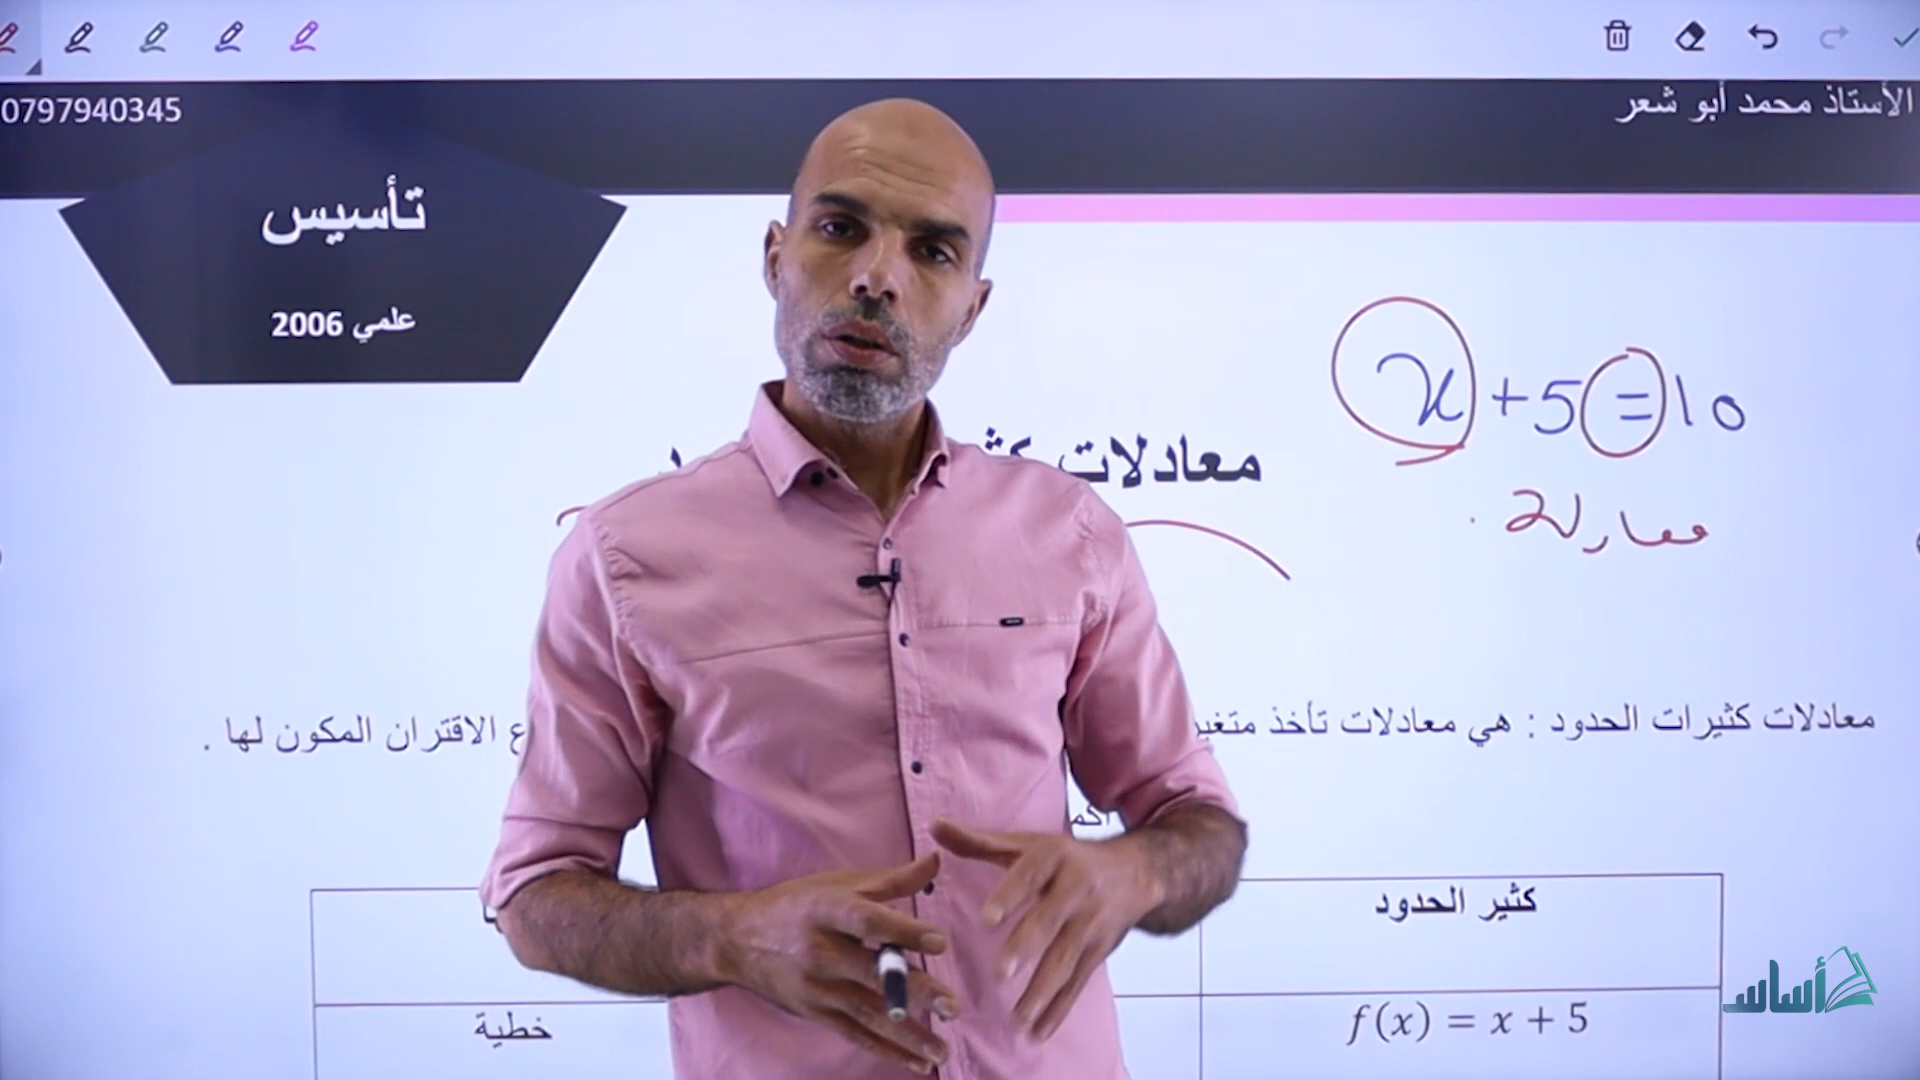 الأستاذ محمد أبو شعر
0797940345
تأسيس
علمي 2006
x + 5 = 10
معادلة
معادلات
معادلات كثيرات الحدود : هي معادلات تأخذ
الاقتران المكون لها .
كثير الحدود
f(x) = x + 5
خطية
أساس